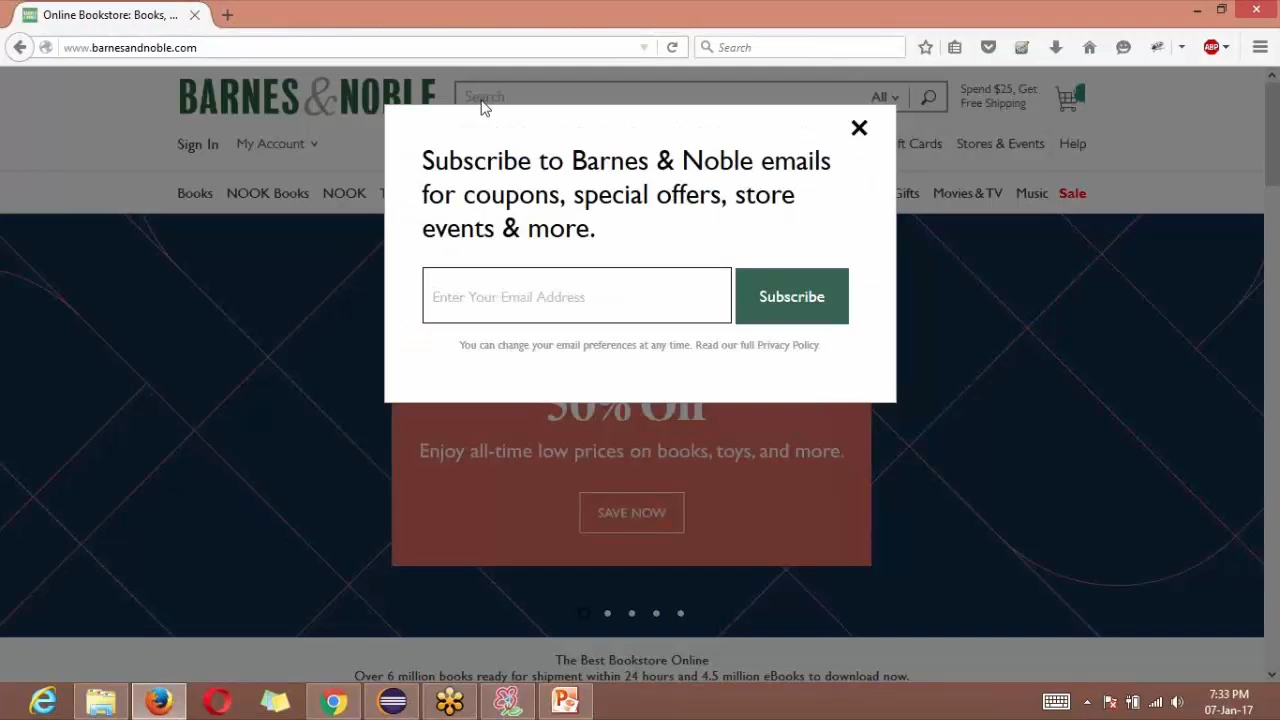 Online Bookstore: Books, ...
www.barnesandnoble.com
Search
ABP
BARNES & NOBLE
Search
All
Spend $25, Get
Free Shipping
Sign In
My Account
ft Cards
Stores & Events
Help
Books
NOOK Books
NOOK
Gifts
Movies & TV
Music
Sale
Subscribe to Barnes & Noble emails
for coupons, special offers, store
events & more.
Enter Your Email Address
Subscribe
You can change your email preferences at any time. Read our full Privacy Policy.
50% Off
Enjoy all-time low prices on books, toys, and more.
SAVE NOW
The Best Bookstore Online
Over 6 million books ready for shipment within 24 hours and 4.5 million eBooks to download now.
7:33 PM
07-Jan-17